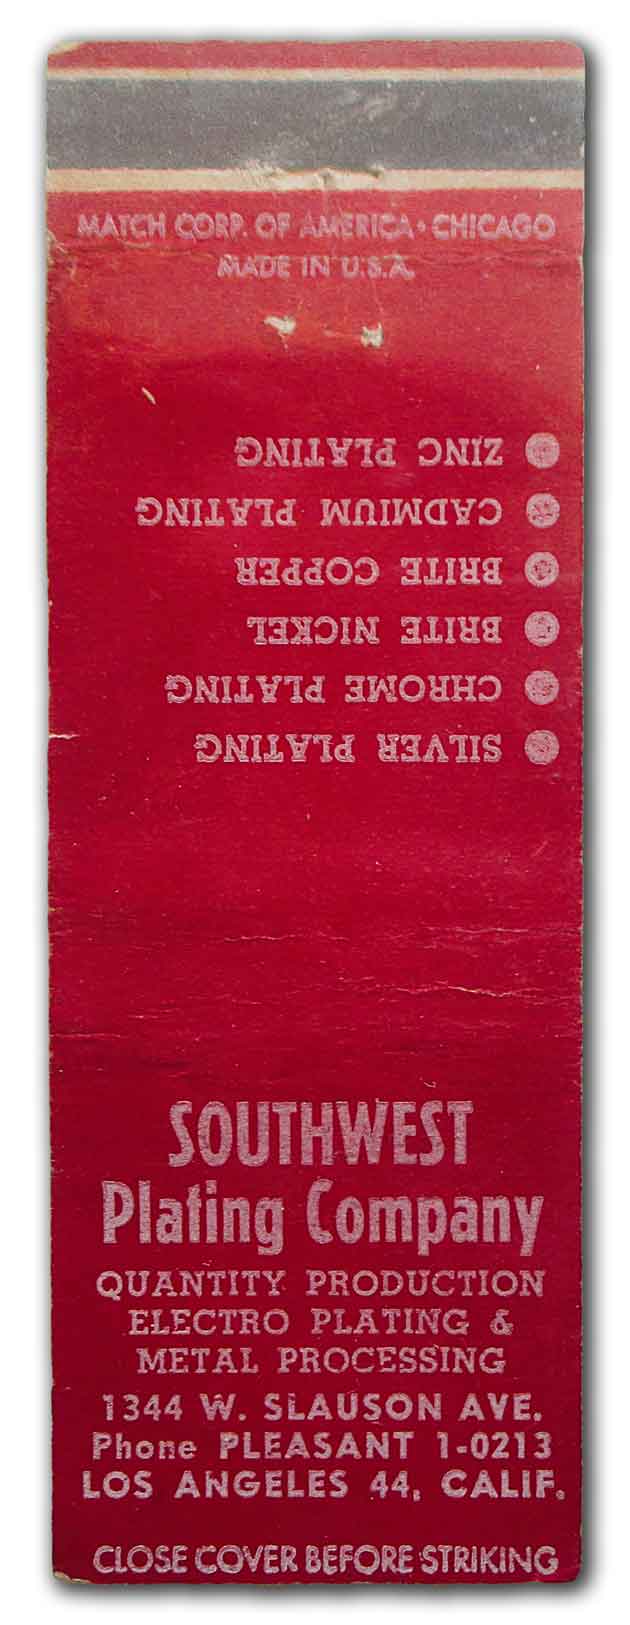 MATCH CORP. OF AMERICA • CHICAGO
MADE IN U.S.A.
● SILVER PLATING
● CHROME PLATING
● BRITE NICKEL
● BRITE COPPER
● CADMIUM PLATING
● ZINC PLATING
SOUTHWEST
Plating Company
QUANTITY PRODUCTION
ELECTRO PLATING &
METAL PROCESSING
1344 W. SLAUSON AVE.
Phone PLEASANT 1-0213
LOS ANGELES 44, CALIF.
CLOSE COVER BEFORE STRIKING